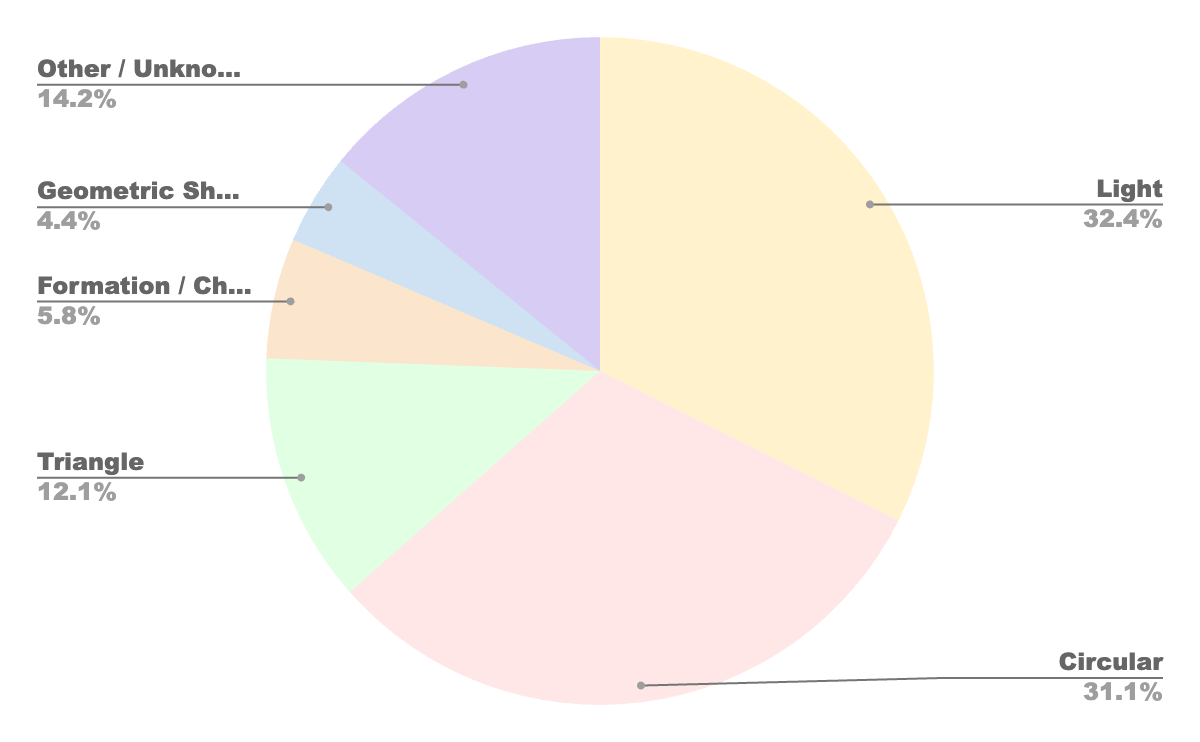 Other / Unkno...
14.2%
Geometric Sh...
4.4%
Formation / Ch...
5.8%
Triangle
12.1%
Light
32.4%
Circular
31.1%